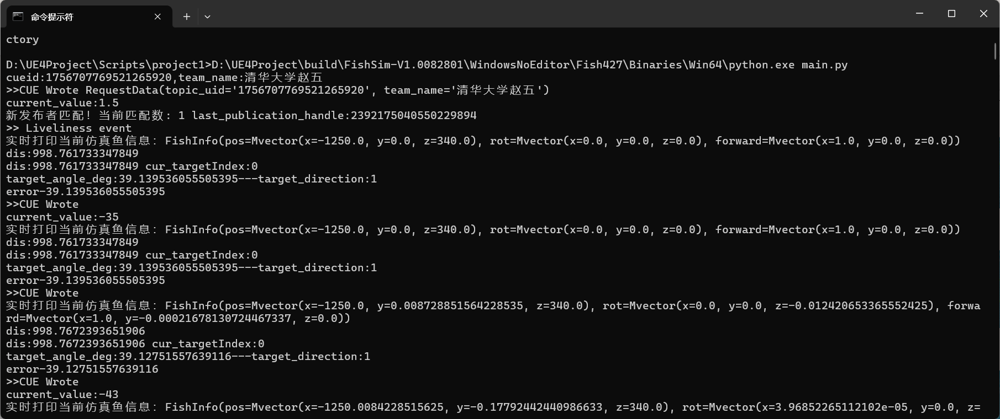 命令提示符
ctory
D:\UE4Project\Scripts\project1>D:\UE4Project\build\FishSim-V1.0082801\WindowsNoEditor\Fish427\Binaries\Win64\python.exe main.py
cueid:1756707769521265920,team_name:清华大学赵五
>>CUE Wrote RequestData(topic_uid='1756707769521265920', team_name='清华大学赵五')
current_value:1.5
新发布者匹配! 当前匹配数: 1 last_publication_handle:2392175040550229894
>> Liveliness event
实时打印当前仿真鱼信息: FishInfo(pos=Mvector(x=-1250.0, y=0.0, z=340.0), rot=Mvector(x=0.0, y=0.0, z=0.0), forward=Mvector(x=1.0, y=0.0, z=0.0))
dis:998.761733347849
dis:998.761733347849 cur_targetIndex:0
target_angle_deg:39.139536055505395---target_direction:1
error-39.139536055505395
>>CUE Wrote
current_value:-35
实时打印当前仿真鱼信息: FishInfo(pos=Mvector(x=-1250.0, y=0.0, z=340.0), rot=Mvector(x=0.0, y=0.0, z=0.0), forward=Mvector(x=1.0, y=0.0, z=0.0))
dis:998.761733347849
dis:998.761733347849 cur_targetIndex:0
target_angle_deg:39.139536055505395---target_direction:1
error-39.139536055505395
>>CUE Wrote
实时打印当前仿真鱼信息: FishInfo(pos=Mvector(x=-1250.0, y=0.008728851564228535, z=340.0), rot=Mvector(x=0.0, y=0.0, z=-0.012420653365552425), forwa
rd=Mvector(x=1.0, y=-0.00021678130724467337, z=0.0))
dis:998.7672393651906
dis:998.7672393651906 cur_targetIndex:0
target_angle_deg:39.12751557639116---target_direction:1
error-39.12751557639116
>>CUE Wrote
current_value:-43
实时打印当前仿真鱼信息: FishInfo(pos=Mvector(x=-1250.0084228515625, y=-0.17792442440986633, z=340.0), rot=Mvector(x=3.96852265112102e-05, y=0.0, z=